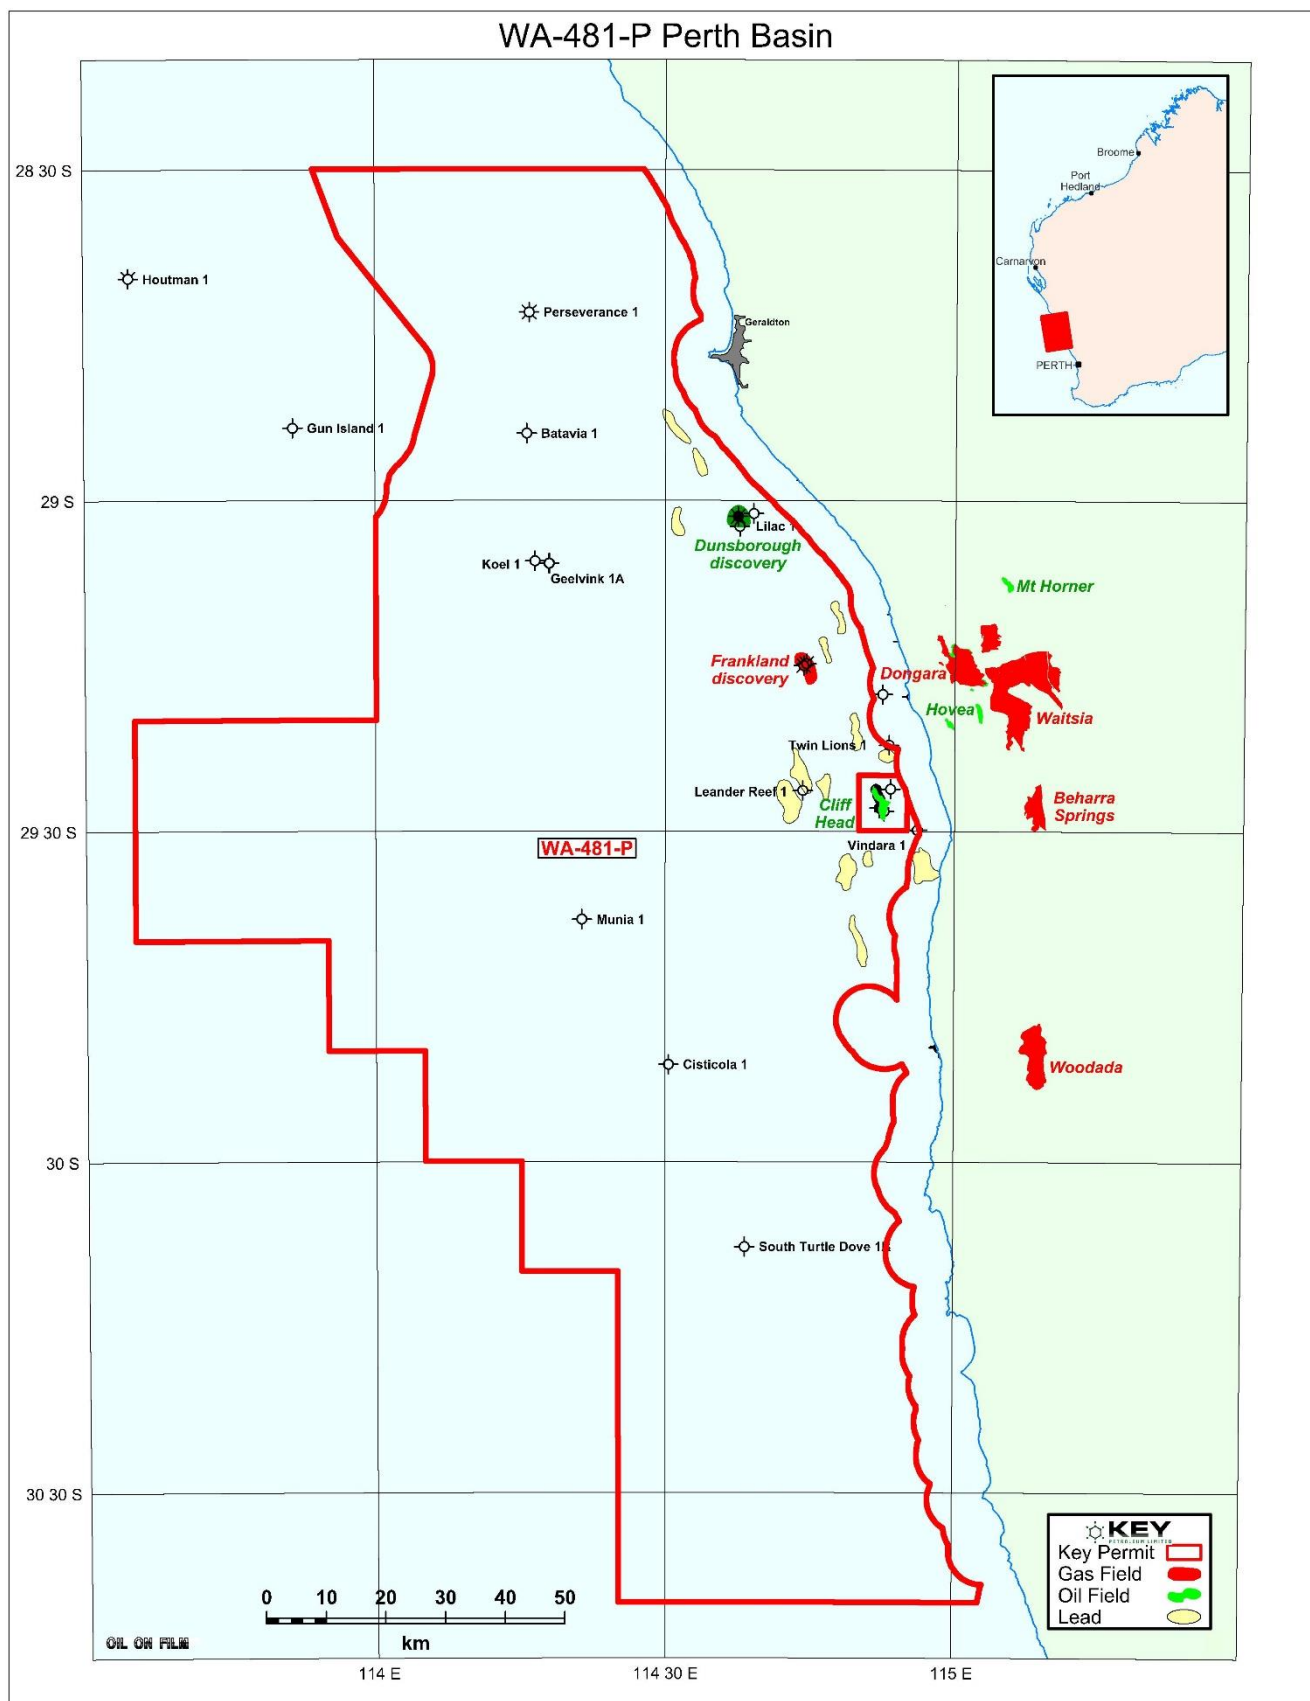 WA-481-P Perth Basin
28 30 S
29 S
29 30 S
30 S
30 30 S
114 E
114 30 E
115 E
Broome
Port
Hedland
Carnarvon
PERTH
Houtman 1
Perseverance 1
Geraldton
Gun Island 1
Batavia 1
Lilac 1
Dunsborough
discovery
Koel 1
Geelvink 1A
Mt Horner
Frankland
discovery
Dongara
Hovea
Waitsia
Twin Lions 1
Leander Reef 1
Cliff
Head
Beharra
Springs
Vindara 1
WA-481-P
Munia 1
Cisticola 1
Woodada
South Turtle Dove 1B
KEY
PETROLEUM LIMITED
Key Permit
Gas Field
Oil Field
Lead
0 10 20 30 40 50
km
OIL ON FILM